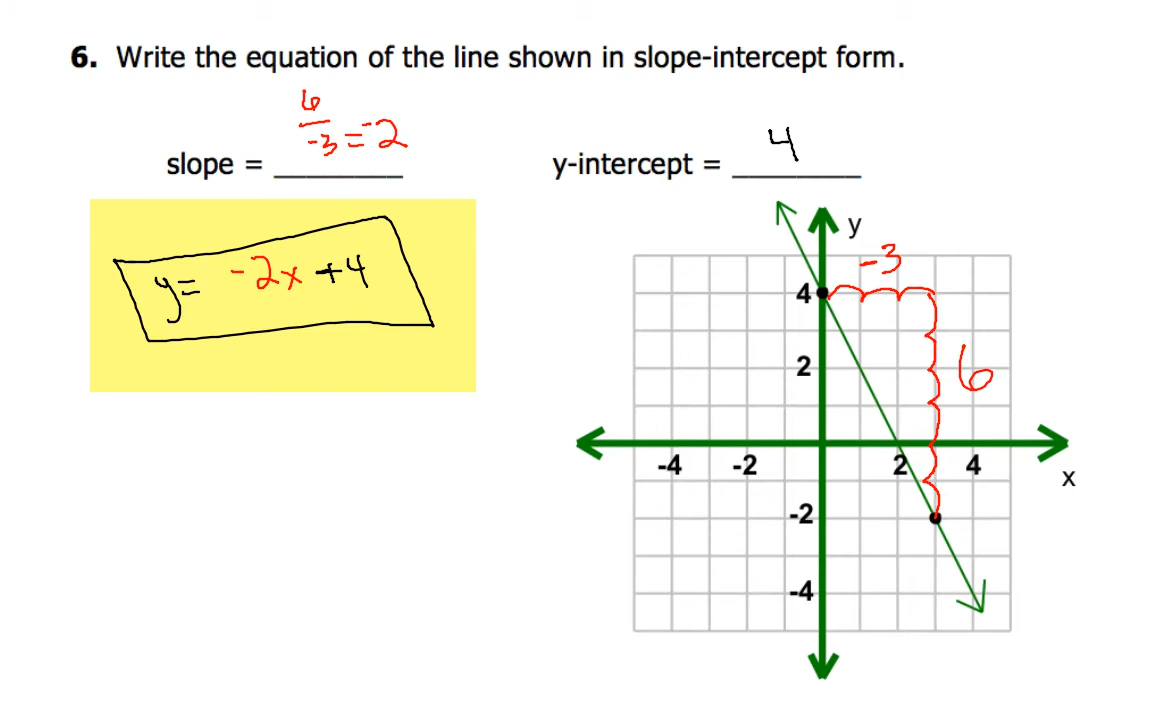 6. Write the equation of the line shown in slope-intercept form.
6
-3 = -2
slope = ________
4
y-intercept = ________
y = -2x + 4
y
-3
4
2
6
-4 -2 2 4
x
-2
-4